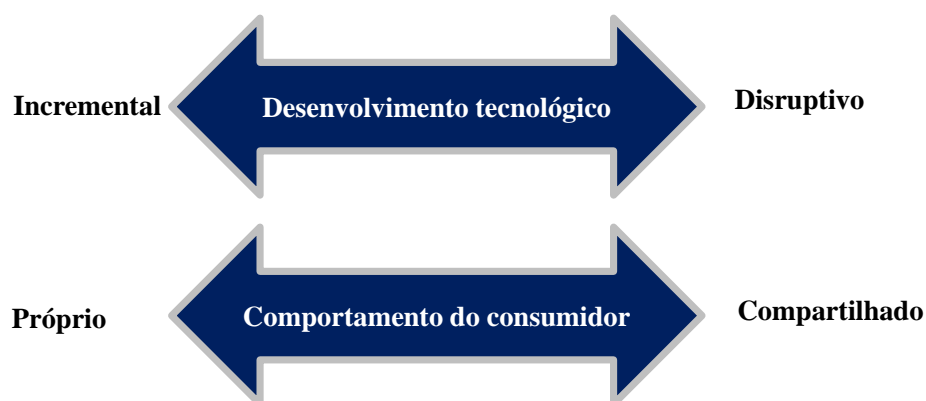 Incremental
Desenvolvimento tecnológico
Disruptivo
Próprio
Comportamento do consumidor
Compartilhado